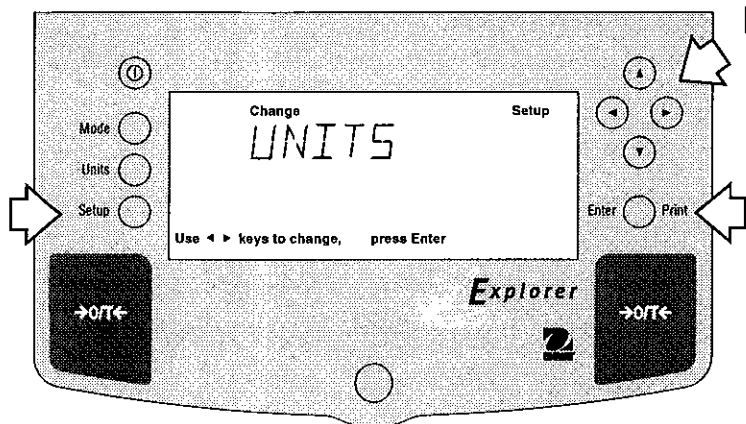 Change Setup
UNITS
Mode
Units
Setup
Enter Print
Use ◄ ► keys to change, press Enter
Explorer
→0/T← →0/T←